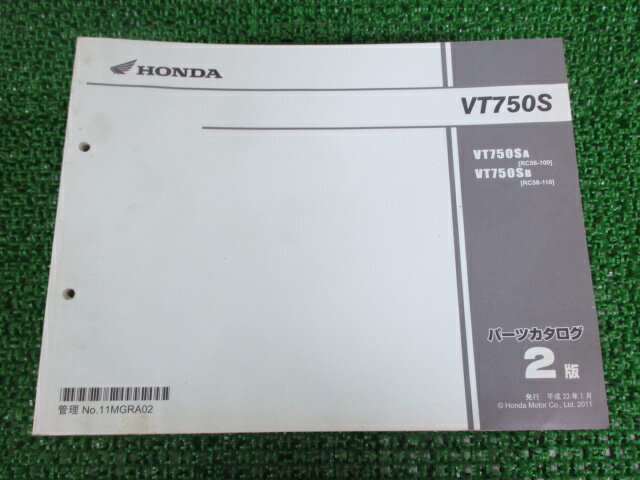 HONDA
VT750S
VT750SA
[RC58-100]
VT750SB
[RC58-110]
パーツカタログ
2版
発行 平成23年1月
© Honda Motor Co., Ltd. 2011
管理 No.11MGRA02